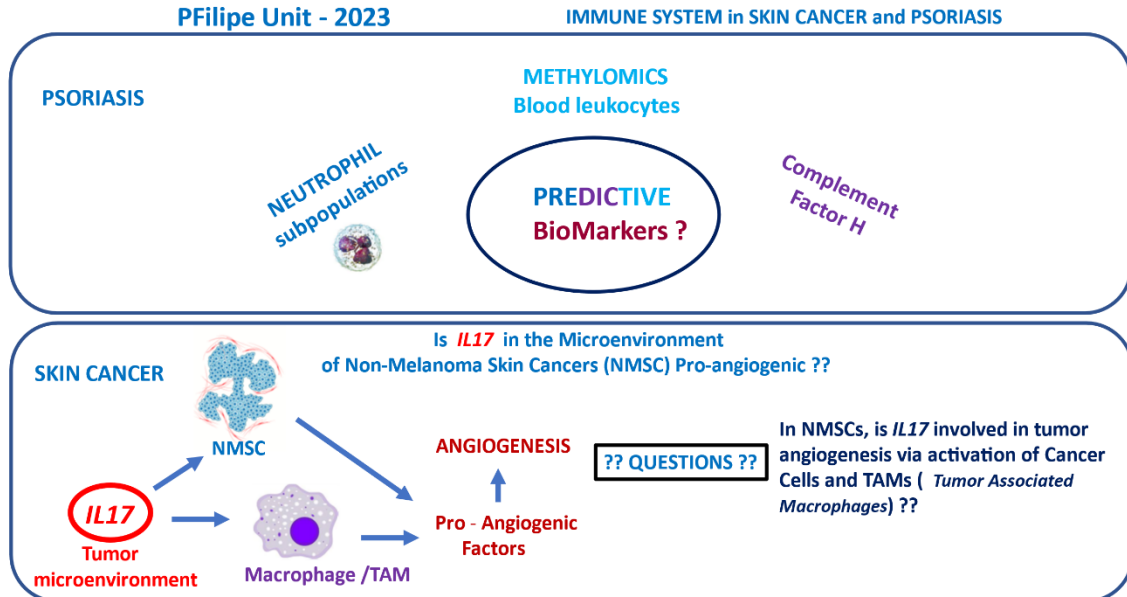 PFilipe Unit - 2023
IMMUNE SYSTEM in SKIN CANCER and PSORIASIS
PSORIASIS
METHYLOMICS
Blood leukocytes
NEUTROPHIL
subpopulations
PREDICTIVE
BioMarkers ?
Complement
Factor H
SKIN CANCER
Is IL17 in the Microenvironment
of Non-Melanoma Skin Cancers (NMSC) Pro-angiogenic ??
NMSC
IL17
Tumor
microenvironment
Macrophage /TAM
ANGIOGENESIS
Pro - Angiogenic
Factors
?? QUESTIONS ??
In NMSCs, is IL17 involved in tumor
angiogenesis via activation of Cancer
Cells and TAMs ( Tumor Associated
Macrophages) ??